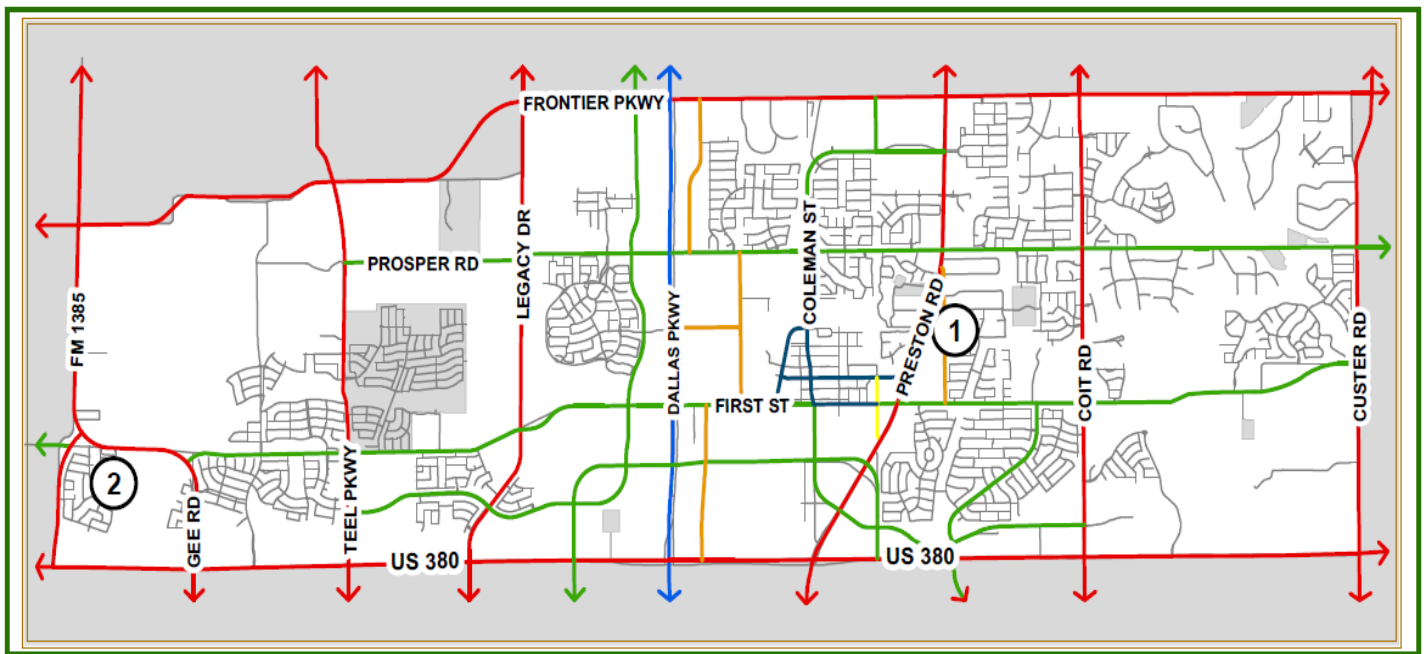 FRONTIER PKWY
LEGACY DR
COLEMAN ST
PROSPER RD
FM 1385
DALLAS PKWY
PRESTON RD
1
COIT RD
CUSTER RD
FIRST ST
2
GEE RD
TEEL PKWY
US 380
US 380